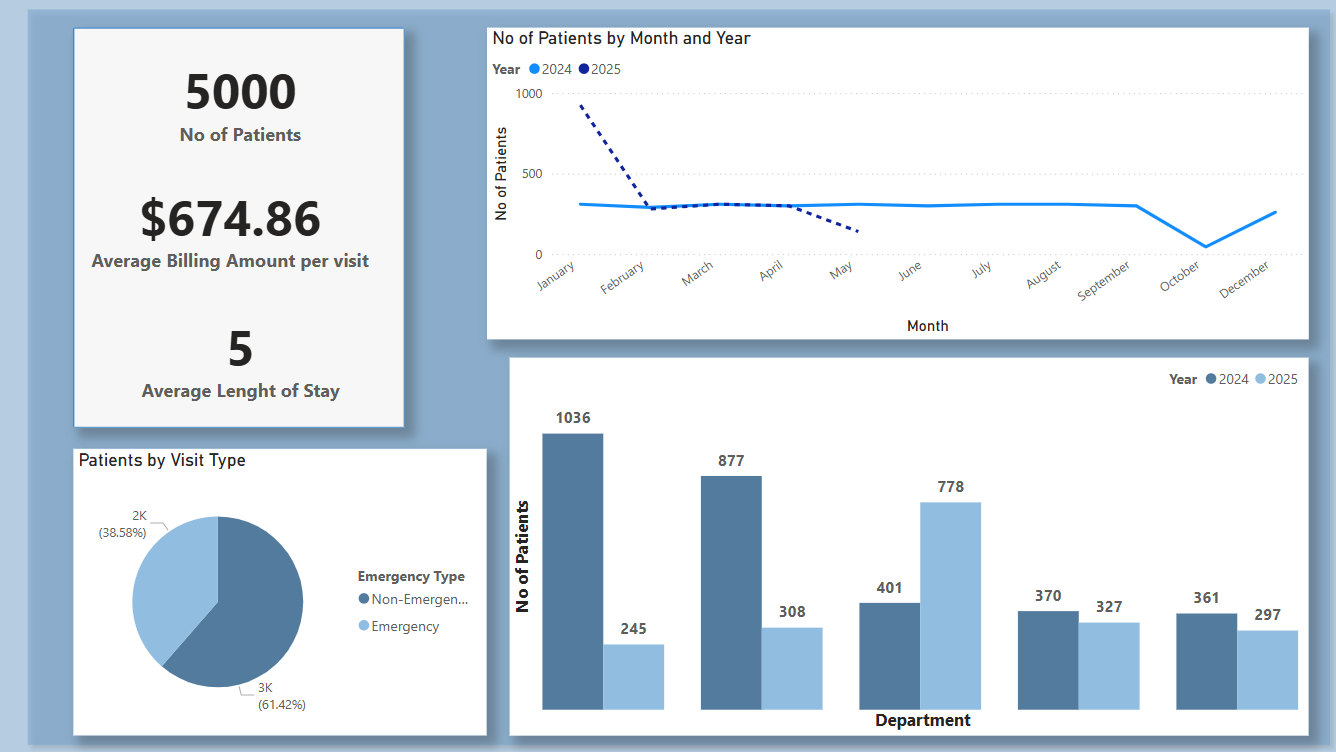 5000
No of Patients
$674.86
Average Billing Amount per visit
5
Average Lenght of Stay
No of Patients by Month and Year
Year 2024 2025
1000
500
0
No of Patients
January February March April May June July August September October December
Month
Patients by Visit Type
2K
(38.58%)
3K
(61.42%)
Emergency Type
Non-Emergen...
Emergency
Year 2024 2025
No of Patients
1036 245 877 308 401 778 370 327 361 297
Department